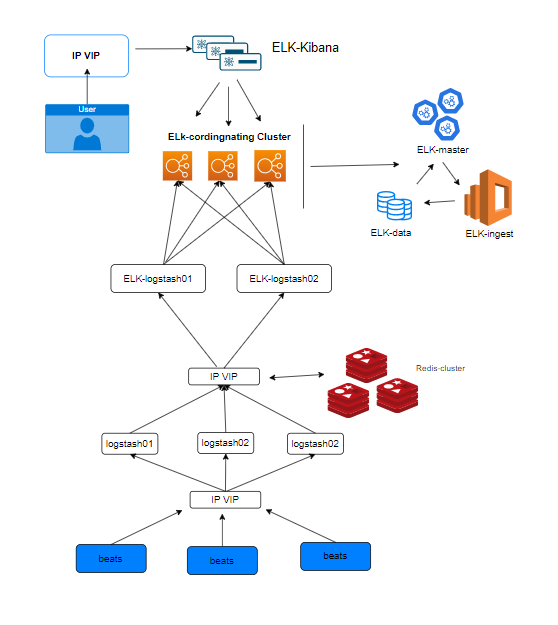 ELK-Kibana
IP VIP
User
ELk-cordingnating Cluster
ELK-master
ELK-data
ELK-ingest
ELK-logstash01
ELK-logstash02
IP VIP
Redis-cluster
logstash01
logstash02
logstash02
IP VIP
beats
beats
beats